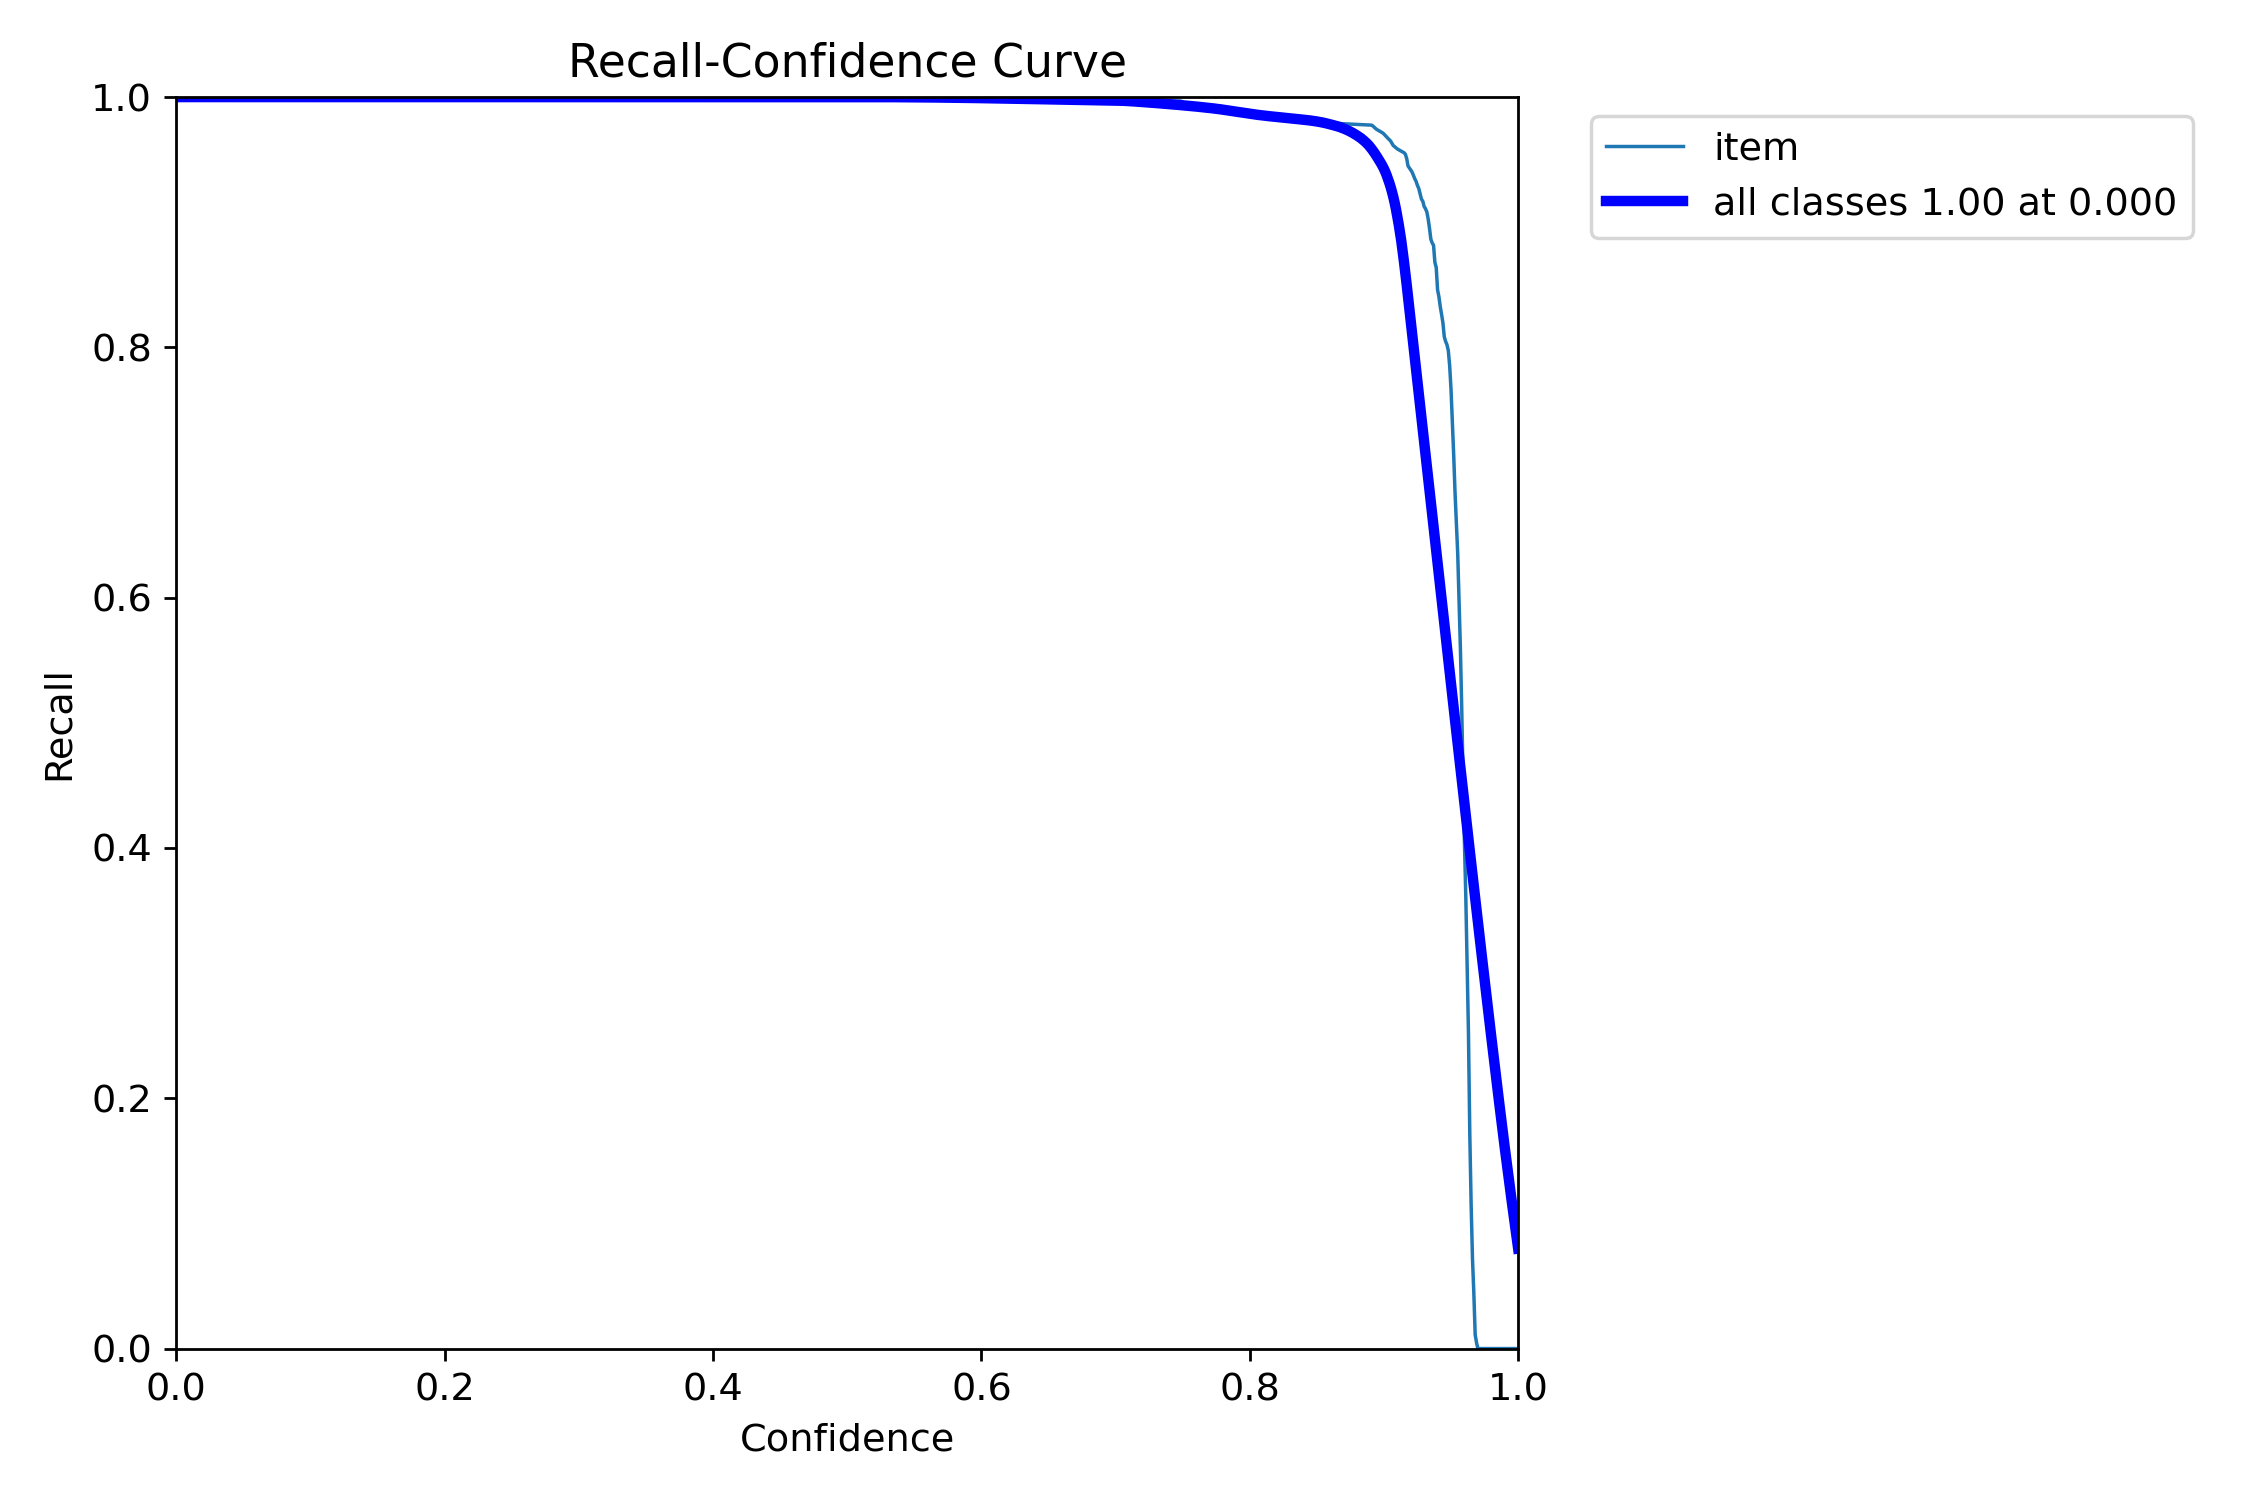 Recall-Confidence Curve
1.0
0.8
0.6
0.4
0.2
0.0
Recall
0.0 0.2 0.4 0.6 0.8 1.0
Confidence
item
all classes 1.00 at 0.000